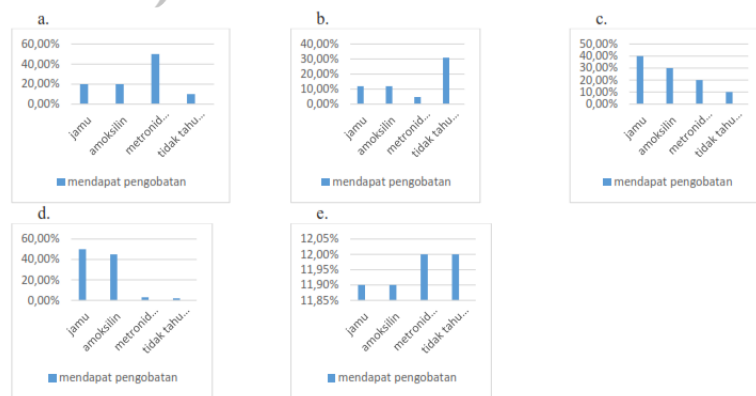 a.
60,00%
40,00%
20,00%
0,00%
jamu
amoksilin
metronid...
tidak tahu...
mendapat pengobatan
b.
40,00%
30,00%
20,00%
10,00%
0,00%
jamu
amoksilin
metronid...
tidak tahu...
mendapat pengobatan
c.
50,00%
40,00%
30,00%
20,00%
10,00%
0,00%
jamu
amoksilin
metronid...
tidak tahu...
mendapat pengobatan
d.
60,00%
40,00%
20,00%
0,00%
jamu
amoksilin
metronid...
tidak tahu...
mendapat pengobatan
e.
12,05%
12,00%
11,95%
11,90%
11,85%
jamu
amoksilin
metronid...
tidak tahu...
mendapat pengobatan